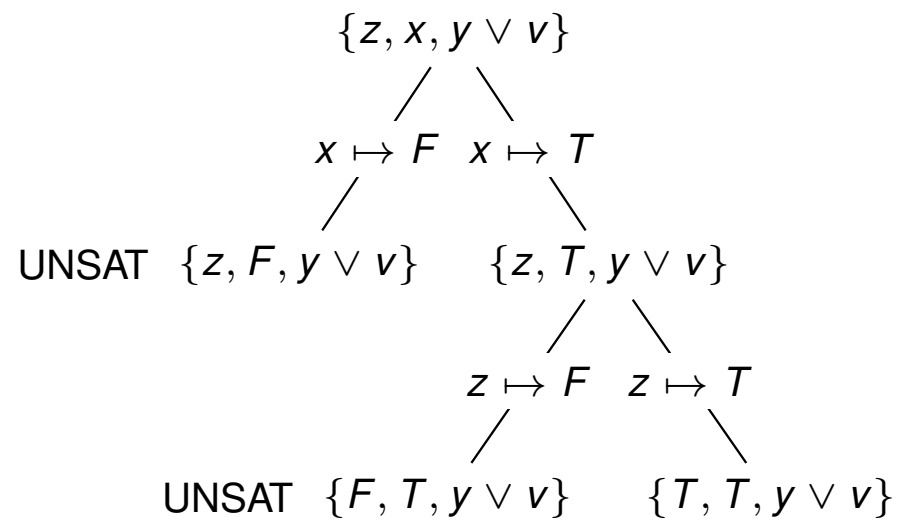 {z, x, y ∨ v}
x ↦ F x ↦ T
UNSAT {z, F, y ∨ v} {z, T, y ∨ v}
z ↦ F z ↦ T
UNSAT {F, T, y ∨ v} {T, T, y ∨ v}